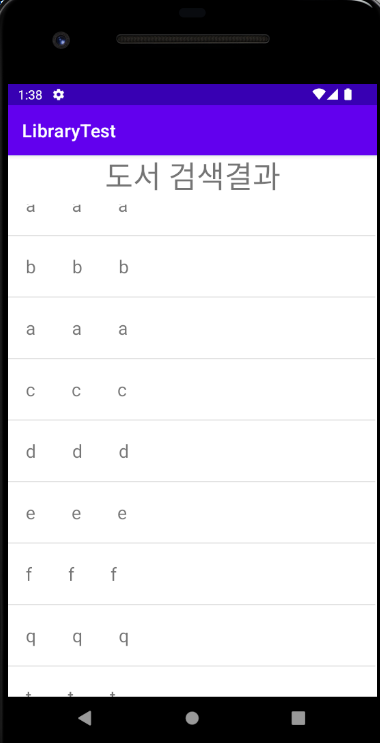 1:38
LibraryTest
도서 검색결과
a a a
b b b
a a a
c c c
d d d
e e e
f f f
q q q